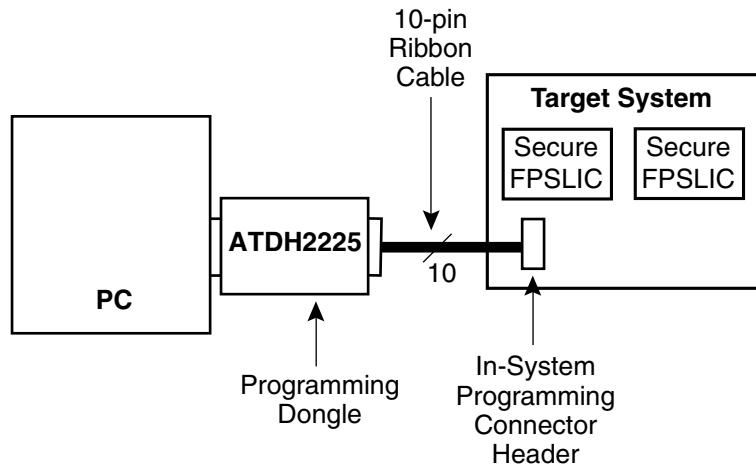 10-pin
Ribbon
Cable
Target System
Secure
FPSLIC
Secure
FPSLIC
ATDH2225
10
PC
Programming
Dongle
In-System
Programming
Connector
Header